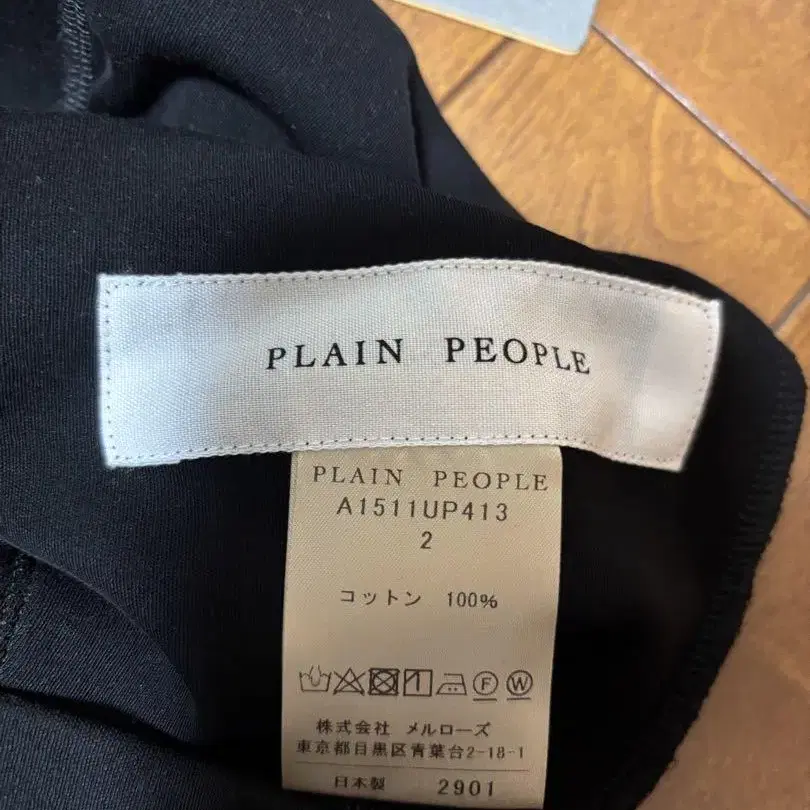 PLAIN PEOPLE
PLAIN PEOPLE
A1511UP413
2
コットン 100%
F W
株式会社 メルローズ
東京都目黒区青葉台2-18-1
日本製 2901